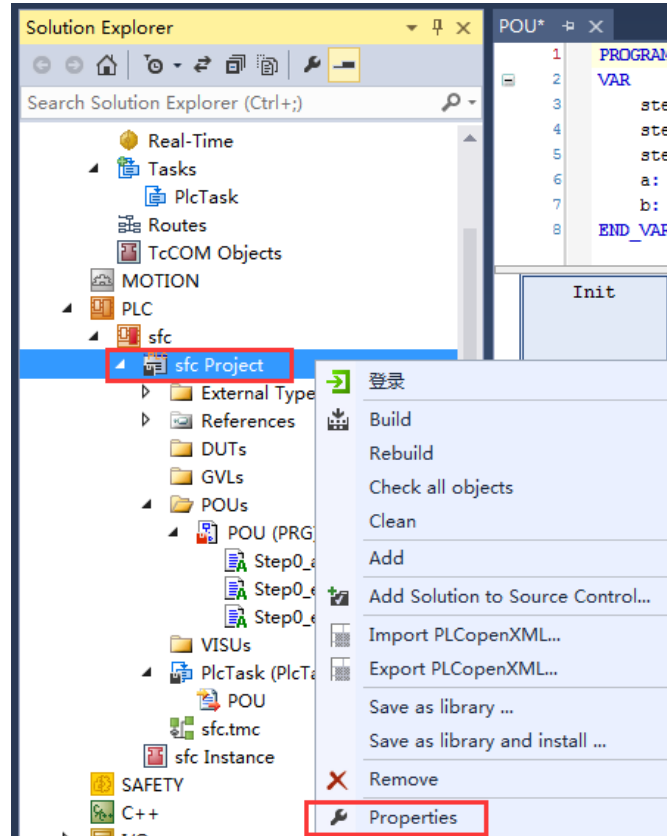 Solution Explorer
Search Solution Explorer (Ctrl+;)
Real-Time
Tasks
PlcTask
Routes
TcCOM Objects
MOTION
PLC
sfc
sfc Project
External Type
References
DUTs
GVLs
POUs
POU (PRG)
Step0_a
Step0_e
Step0_e
VISUs
PlcTask (PlcTa
POU
sfc.tmc
sfc Instance
SAFETY
C++
POU*
1 PROGRAM
2 VAR
3 ste
4 ste
5 ste
6 a:
7 b:
8 END_VAR
Init
登录
Build
Rebuild
Check all objects
Clean
Add
Add Solution to Source Control...
Import PLCopenXML...
Export PLCopenXML...
Save as library ...
Save as library and install ...
Remove
Properties